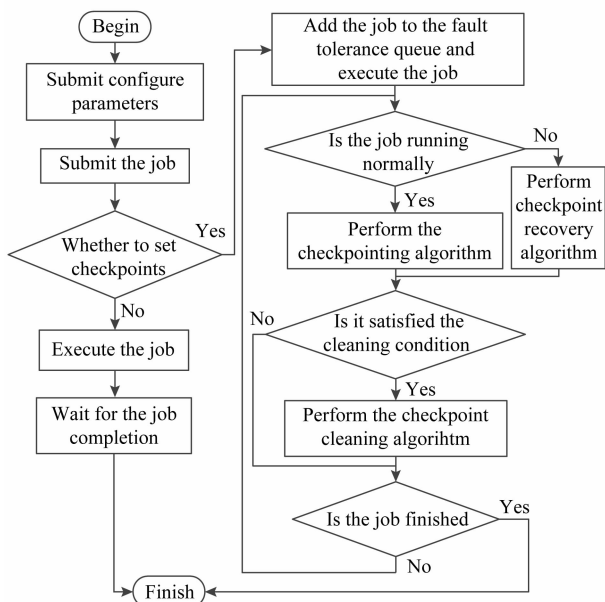 Begin
Submit configure
parameters
Submit the job
Whether to set
checkpoints
Yes
No
Execute the job
Wait for the job
completion
Add the job to the fault
tolerance queue and
execute the job
Is the job running
normally
No
Yes
Perform
checkpoint
recovery
algorithm
Perform the
checkpointing algorithm
Is it satisfied the
cleaning condition
No
Yes
Perform the checkpoint
cleaning algorihtm
Is the job finished
Yes
No
Finish